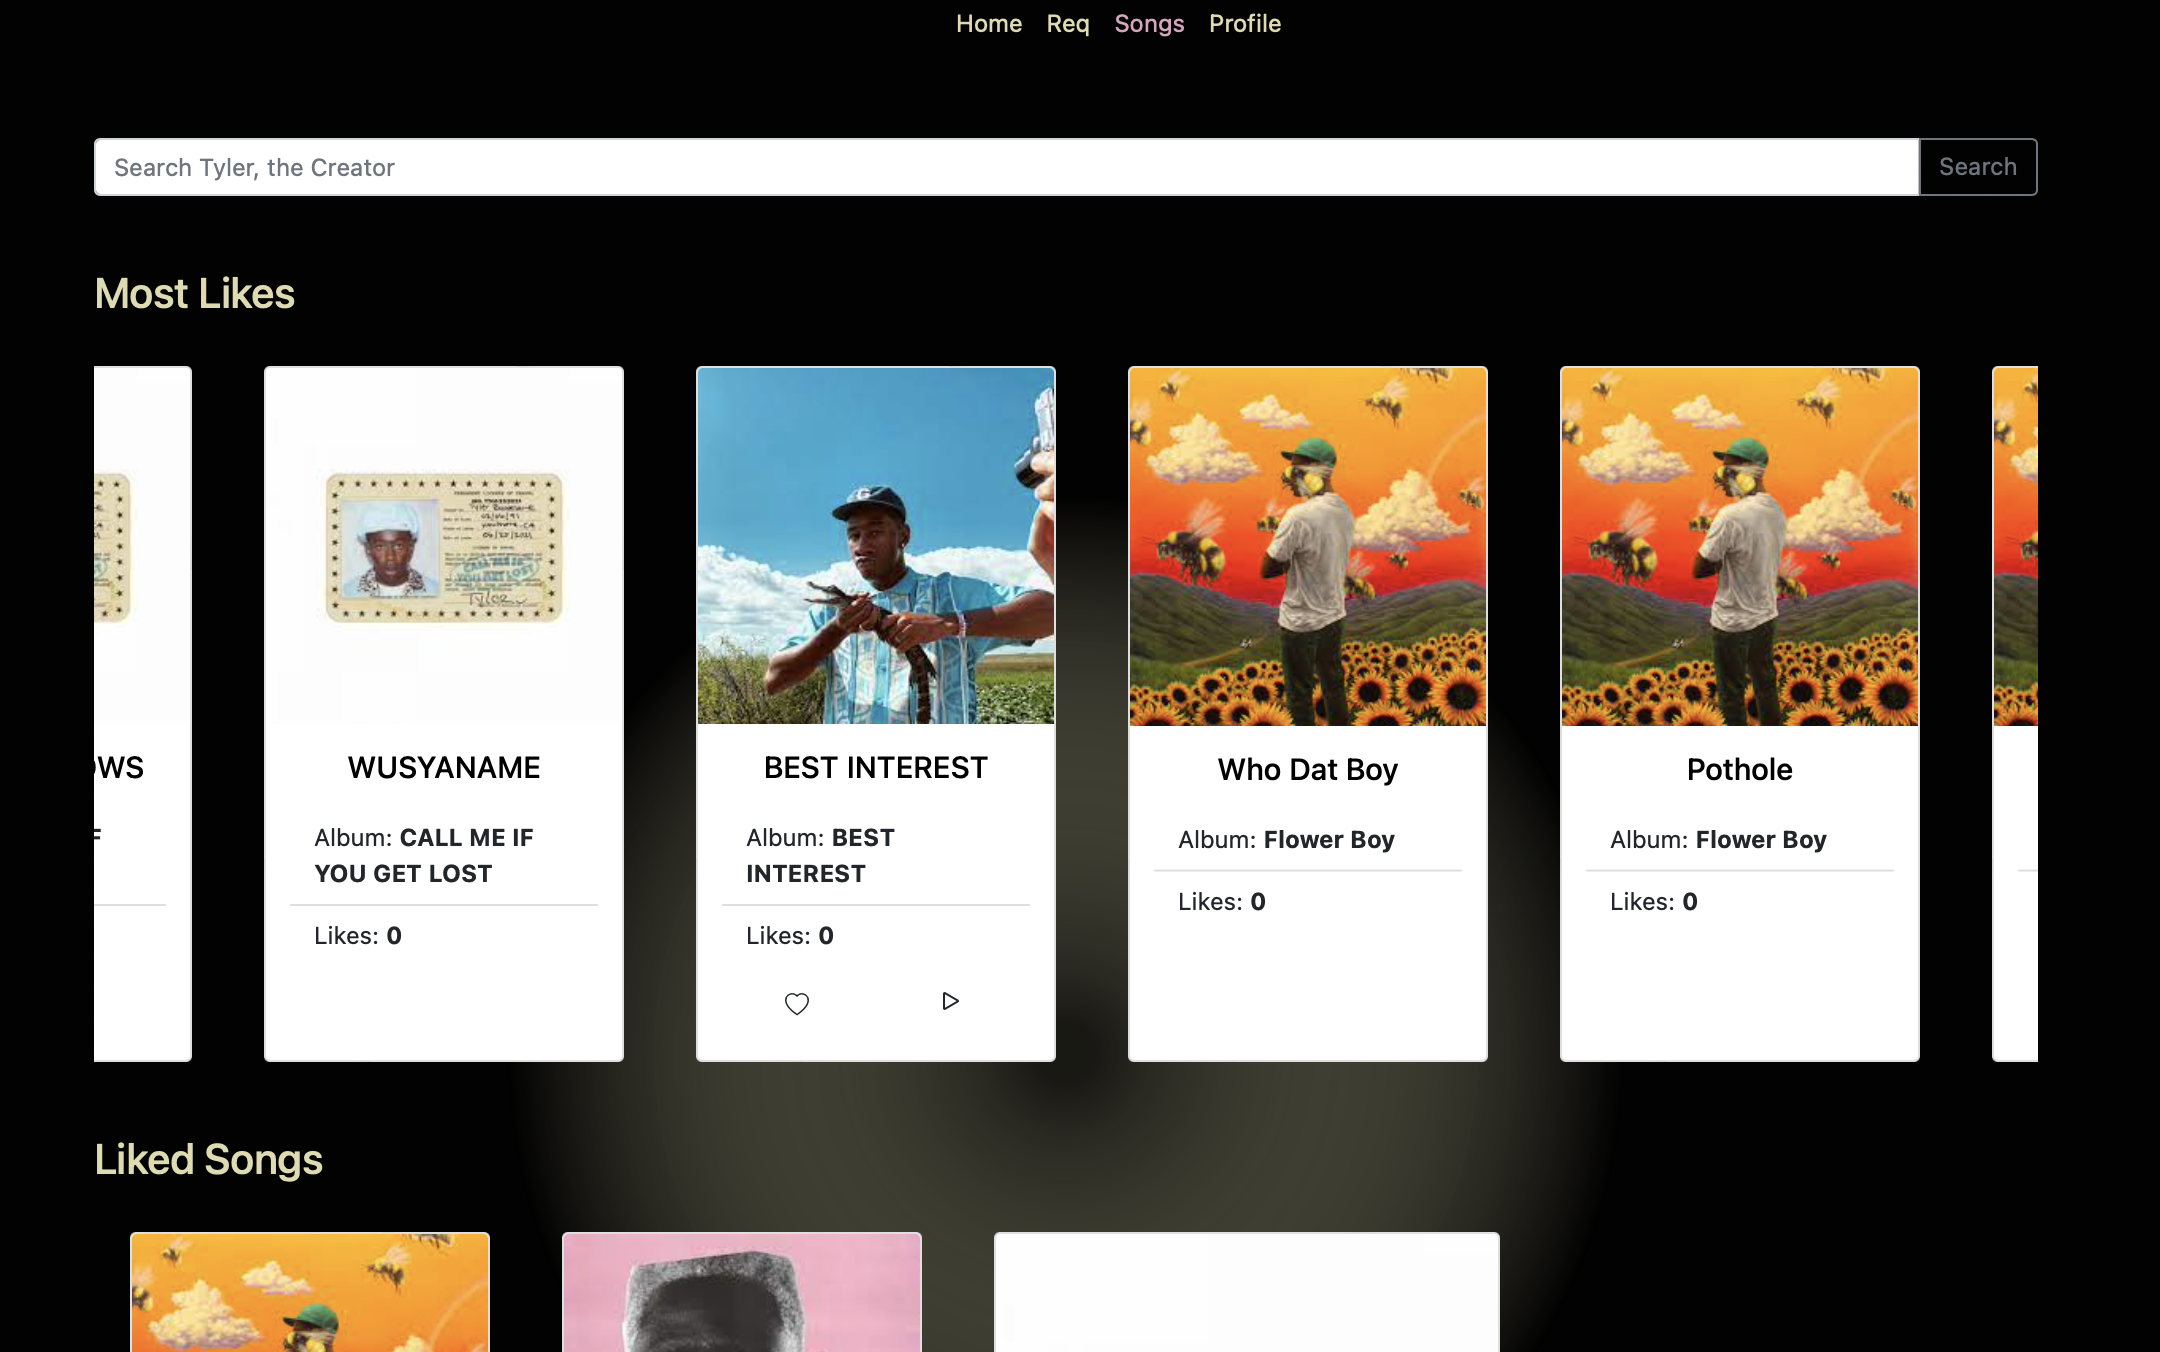 Home Req Songs Profile
Search Tyler, the Creator
Search
Most Likes
WUSYANAME
Album: CALL ME IF
YOU GET LOST
Likes: 0
BEST INTEREST
Album: BEST
INTEREST
Likes: 0
Who Dat Boy
Album: Flower Boy
Likes: 0
Pothole
Album: Flower Boy
Likes: 0
Liked Songs